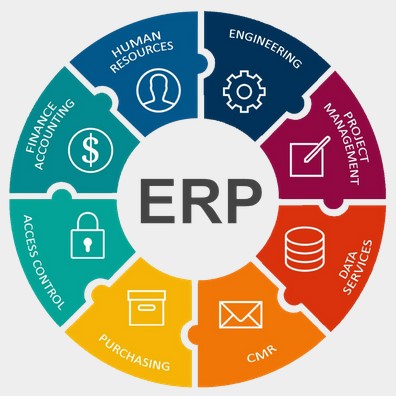 HUMAN
RESOURCES
ENGINEERING
PROJECT
MANAGEMENT
DATA
SERVICES
CMR
PURCHASING
ACCESS CONTROL
FINANCE
ACCOUNTING
$
ERP